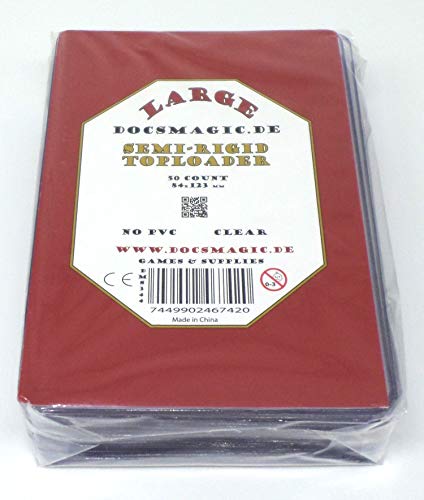 LARGE
DOCSMAGIC.DE
SEMI-RIGID
TOPLOADER
50 COUNT
84x123 MM
NO PVC CLEAR
WWW.DOCSMAGIC.DE
GAMES & SUPPLIES
CE DM8344 0-3
7449902467420
Made in China